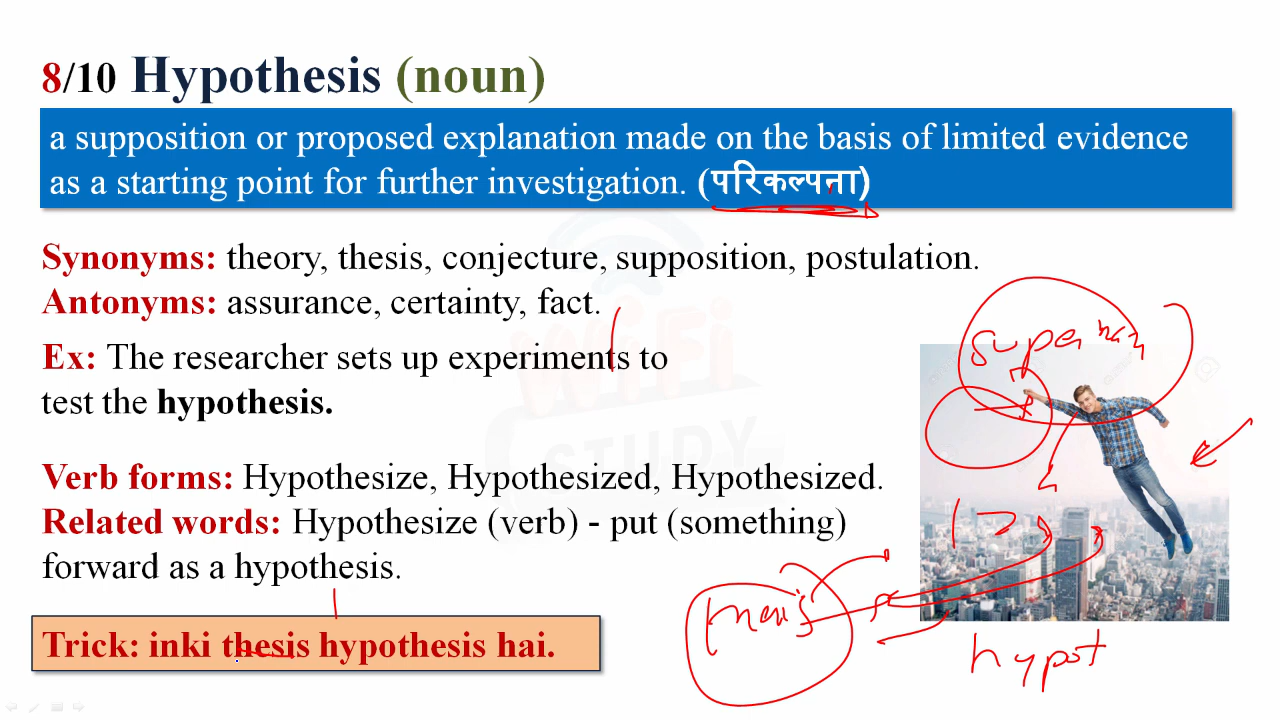 8/10 Hypothesis (noun)
a supposition or proposed explanation made on the basis of limited evidence
as a starting point for further investigation. (परिकल्पना)
Synonyms: theory, thesis, conjecture, supposition, postulation.
Antonyms: assurance, certainty, fact.
Ex: The researcher sets up experiments to
test the hypothesis.
Verb forms: Hypothesize, Hypothesized, Hypothesized.
Related words: Hypothesize (verb) - put (something)
forward as a hypothesis.
Trick: inki thesis hypothesis hai.
WiFi
STUDY
super
hypot